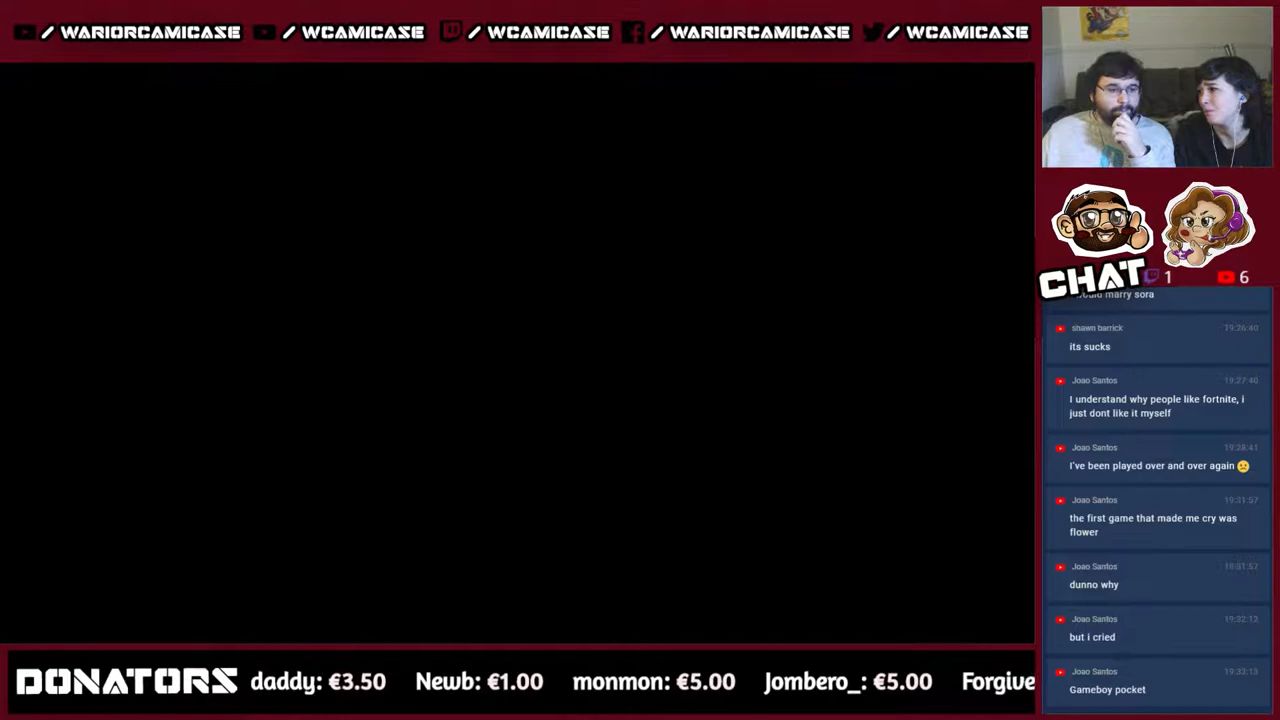 / WARIORCAMICASE / WCAMICASE / WCAMICASE / WARIORCAMICASE / WCAMICASE
CHAT 1 6
would marry sora
shawn barrick 19:26:40
its sucks
Joao Santos 19:27:40
I understand why people like fortnite, i
just dont like it myself
Joao Santos 19:28:41
I've been played over and over again
Joao Santos 19:31:57
the first game that made me cry was
flower
Joao Santos 19:31:57
dunno why
Joao Santos 19:32:12
but i cried
Joao Santos 19:33:13
Gameboy pocket
DONATORS daddy: €3.50 Newb: €1.00 monmon: €5.00 Jombero_: €5.00 Forgive